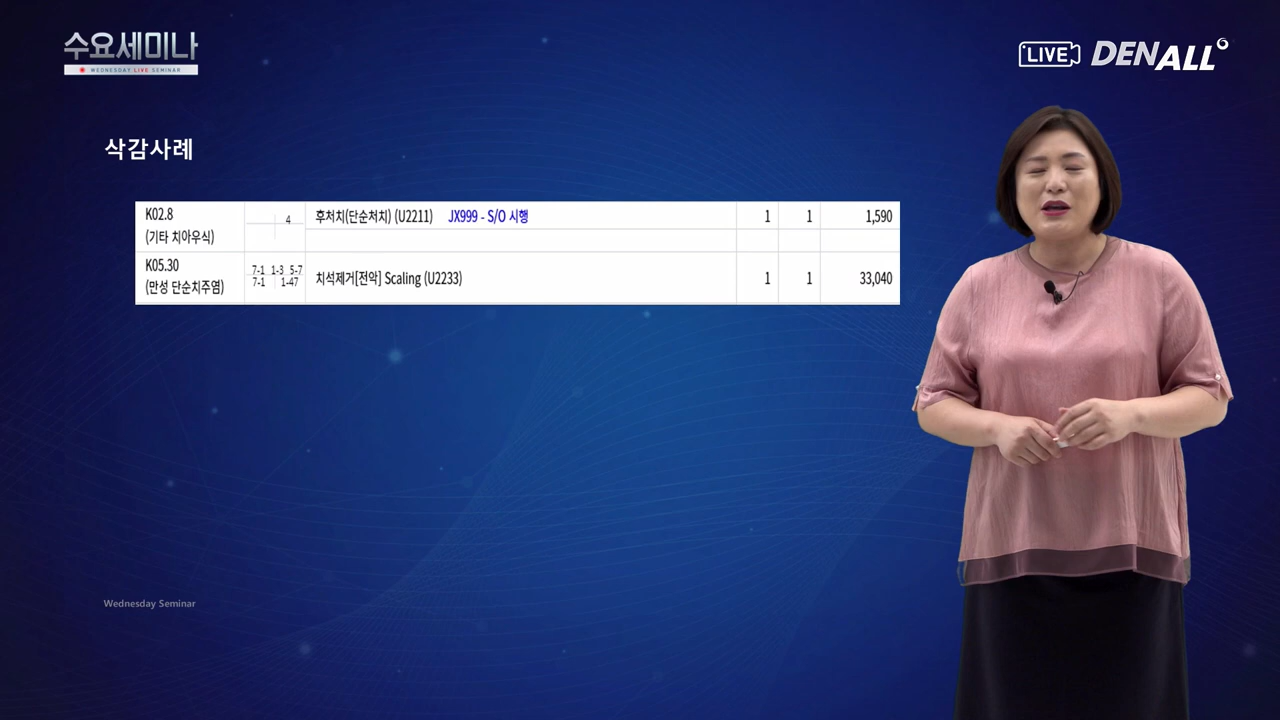 수요세미나
WEDNESDAY LIVE SEMINAR
LIVE DENALL
삭감사례
K02.8
(기타 치아우식)
4
후처치(단순처치) (U2211) JX999 - S/O 시행
1 1 1,590
K05.30
(만성 단순치주염)
7-1 1-3 5-7
7-1 1-47
치석제거[전악] Scaling (U2233)
1 1 33,040
Wednesday Seminar